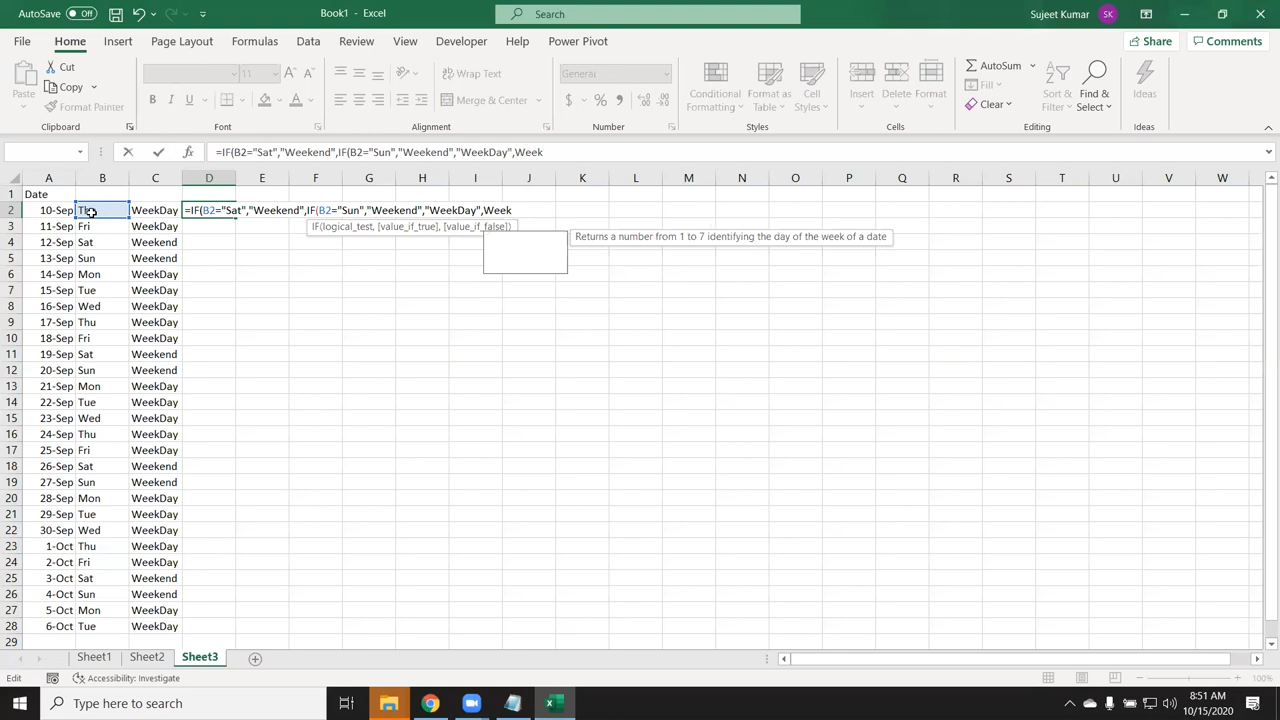 AutoSave Off Book1 - Excel Search Sujeet Kumar SK
File Home Insert Page Layout Formulas Data Review View Developer Help Power Pivot Share Comments
Paste Cut Copy Format Painter Clipboard
11 A A B I U A Font
Wrap Text Merge & Center Alignment
General $ % , Number
Conditional Formatting Format as Table Cell Styles Styles
Insert Delete Format Cells
AutoSum Fill Clear Sort & Filter Find & Select Editing
Ideas Ideas
fx =IF(B2="Sat","Weekend",IF(B2="Sun","Weekend","WeekDay",Week
A B C D E F G H I J K L M N O P Q R S T U V W
1 Date
2 10-Sep Thu WeekDay =IF(B2="Sat","Weekend",IF(B2="Sun","Weekend","WeekDay",Week
3 11-Sep Fri WeekDay IF(logical_test, [value_if_true], [value_if_false])
Returns a number from 1 to 7 identifying the day of the week of a date
4 12-Sep Sat Weekend
5 13-Sep Sun Weekend
6 14-Sep Mon WeekDay
7 15-Sep Tue WeekDay
8 16-Sep Wed WeekDay
9 17-Sep Thu WeekDay
10 18-Sep Fri WeekDay
11 19-Sep Sat Weekend
12 20-Sep Sun Weekend
13 21-Sep Mon WeekDay
14 22-Sep Tue WeekDay
15 23-Sep Wed WeekDay
16 24-Sep Thu WeekDay
17 25-Sep Fri WeekDay
18 26-Sep Sat Weekend
19 27-Sep Sun Weekend
20 28-Sep Mon WeekDay
21 29-Sep Tue WeekDay
22 30-Sep Wed WeekDay
23 1-Oct Thu WeekDay
24 2-Oct Fri WeekDay
25 3-Oct Sat Weekend
26 4-Oct Sun Weekend
27 5-Oct Mon WeekDay
28 6-Oct Tue WeekDay
29
Sheet1 Sheet2 Sheet3
Edit Accessibility: Investigate 100%
Type here to search 8:51 AM
10/15/2020